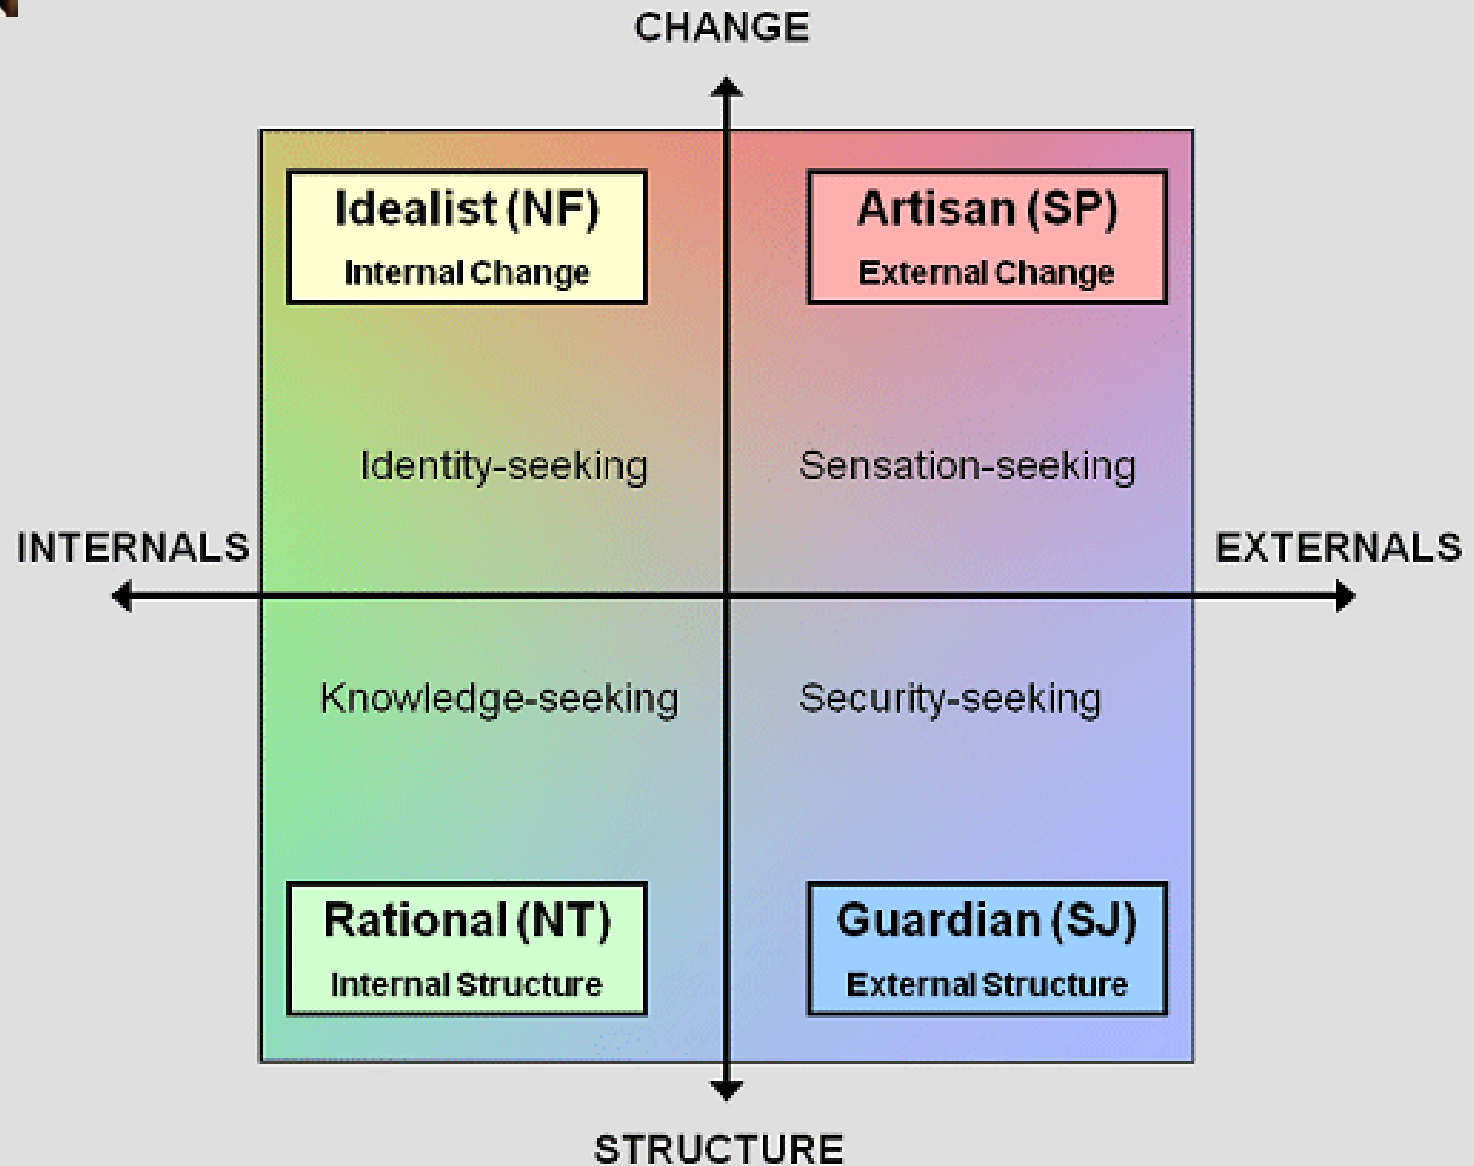 CHANGE
Idealist (NF)
Internal Change
Artisan (SP)
External Change
Identity-seeking
Sensation-seeking
INTERNALS
EXTERNALS
Knowledge-seeking
Security-seeking
Rational (NT)
Internal Structure
Guardian (SJ)
External Structure
STRUCTURE